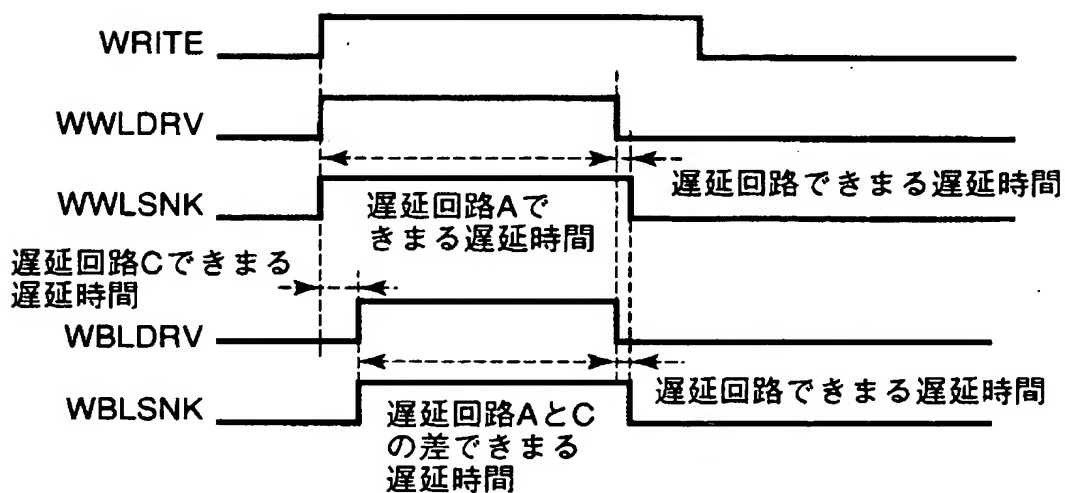 WRITE
WWLDRV
遅延回路できまる遅延時間
WWLSNK
遅延回路Aで
きまる遅延時間
遅延回路Cできまる
遅延時間
WBLDRV
遅延回路できまる遅延時間
WBLSNK
遅延回路AとC
の差できまる
遅延時間